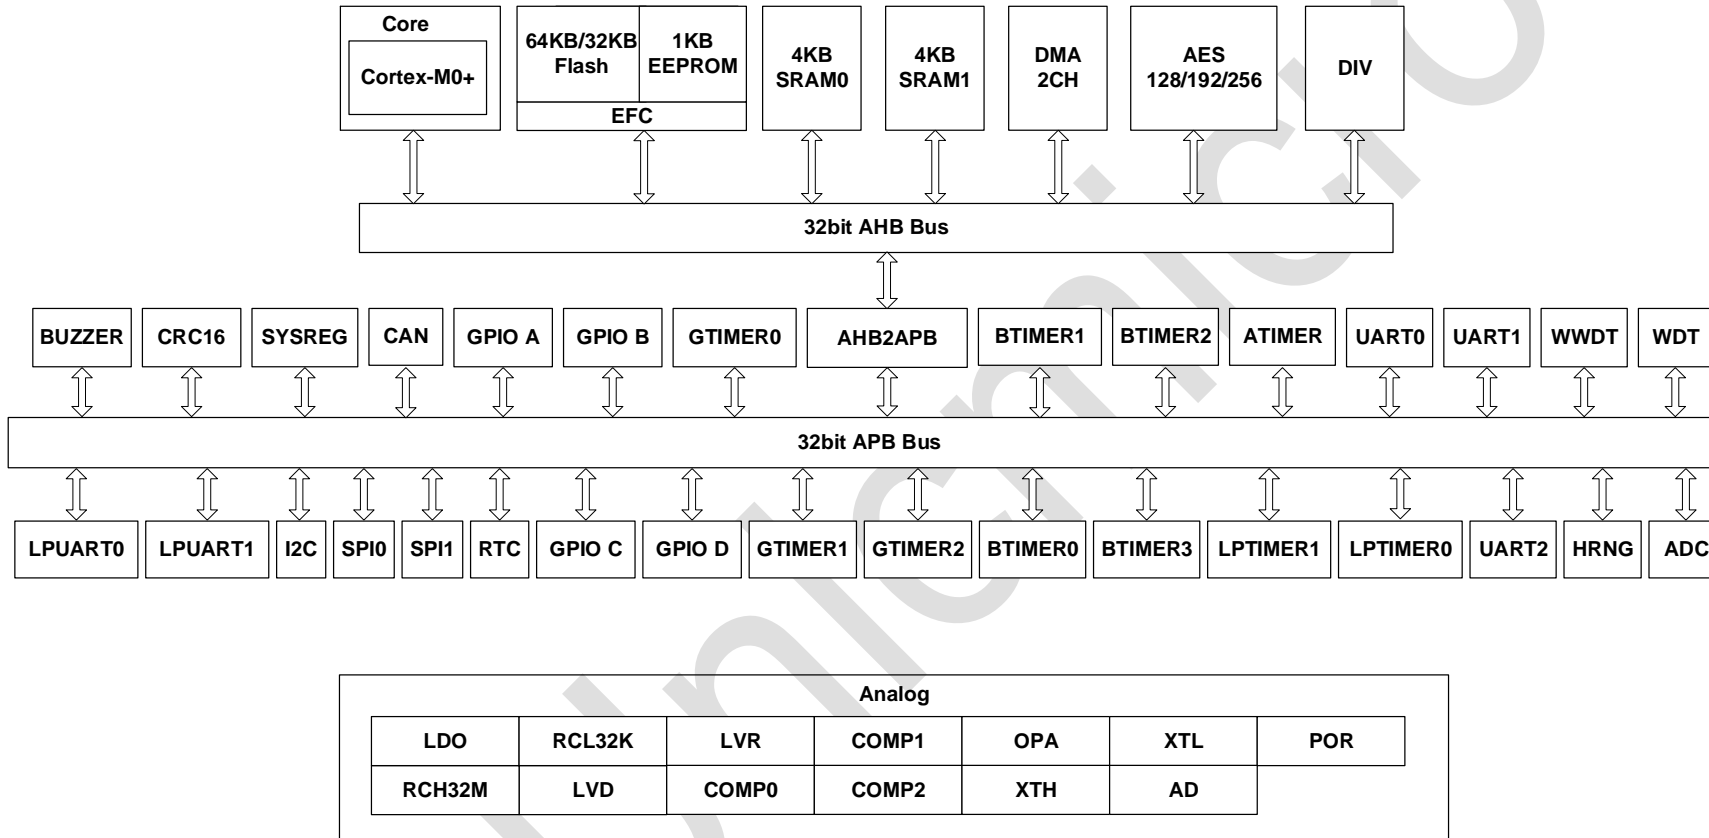 Core
Cortex-M0+
64KB/32KB
Flash
1KB
EEPROM
EFC
4KB
SRAM0
4KB
SRAM1
DMA
2CH
AES
128/192/256
DIV
32bit AHB Bus
BUZZER
CRC16
SYSREG
CAN
GPIO A
GPIO B
GTIMER0
AHB2APB
BTIMER1
BTIMER2
ATIMER
UART0
UART1
WWDT
WDT
32bit APB Bus
LPUART0
LPUART1
I2C
SPI0
SPI1
RTC
GPIO C
GPIO D
GTIMER1
GTIMER2
BTIMER0
BTIMER3
LPTIMER1
LPTIMER0
UART2
HRNG
ADC
Analog
LDO
RCL32K
LVR
COMP1
OPA
XTL
POR
RCH32M
LVD
COMP0
COMP2
XTH
AD